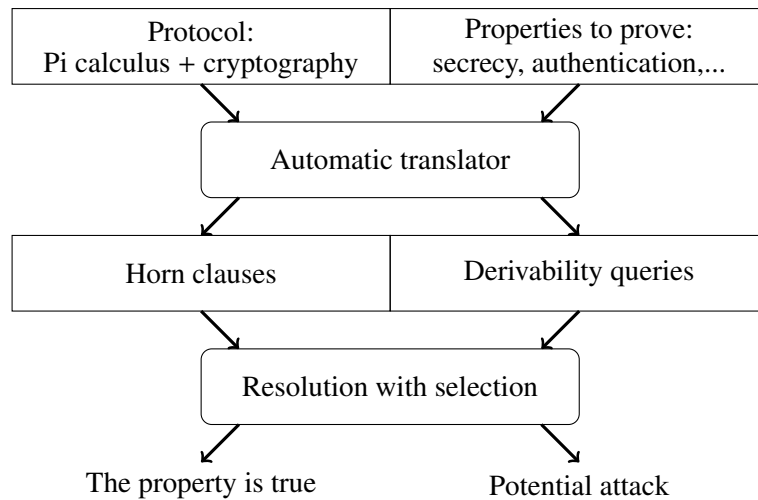 Protocol:
Pi calculus + cryptography
Properties to prove:
secrecy, authentication,...
Automatic translator
Horn clauses
Derivability queries
Resolution with selection
The property is true
Potential attack